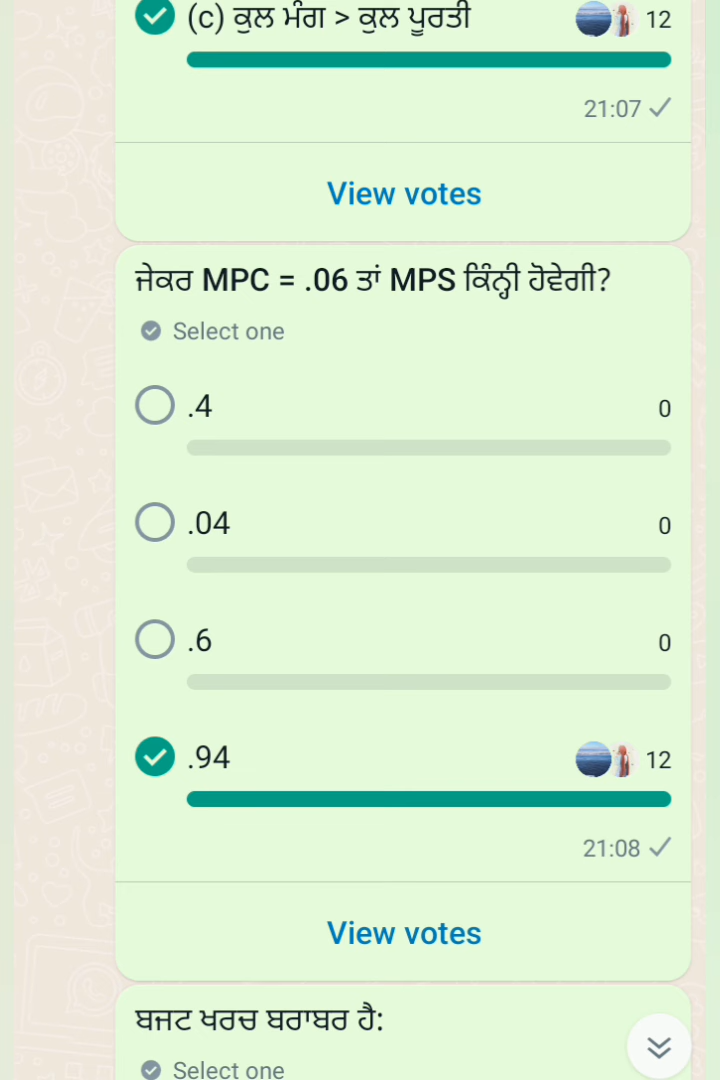 (c) ਕੁਲ ਮੰਗ > ਕੁਲ ਪੂਰਤੀ 12
21:07
View votes
ਜੇਕਰ MPC = .06 ਤਾਂ MPS ਕਿੰਨ੍ਹੀ ਹੋਵੇਗੀ?
Select one
.4 0
.04 0
.6 0
.94 12
21:08
View votes
ਬਜਟ ਖਰਚ ਬਰਾਬਰ ਹੈ:
Select one